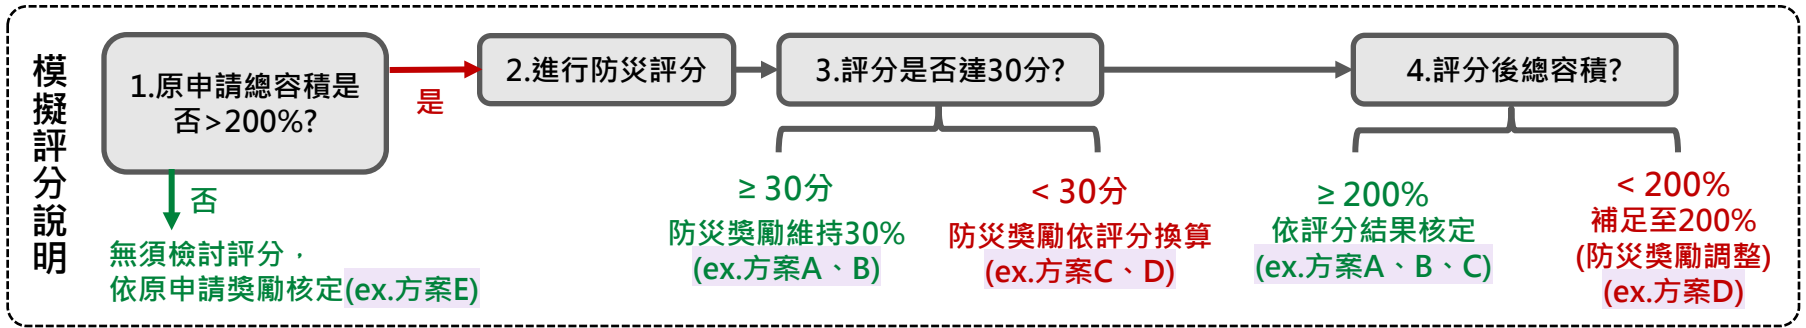 模擬評分說明
1.原申請總容積是
否>200%?
是
否
無須檢討評分，
依原申請獎勵核定(ex.方案E)
2.進行防災評分
3.評分是否達30分?
≥ 30分
防災獎勵維持30%
(ex.方案A、B)
< 30分
防災獎勵依評分換算
(ex.方案C、D)
4.評分後總容積?
≥ 200%
依評分結果核定
(ex.方案A、B、C)
< 200%
補足至200%
(防災獎勵調整)
(ex.方案D)